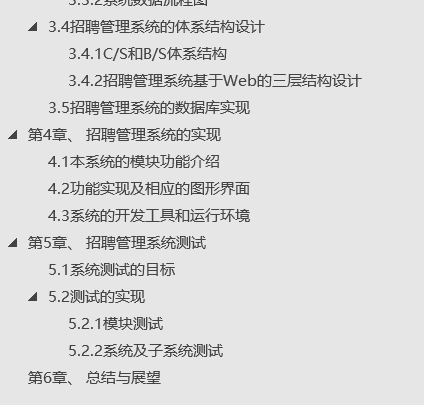 3.3.2系统数据流程图
3.4招聘管理系统的体系结构设计
3.4.1C/S和B/S体系结构
3.4.2招聘管理系统基于Web的三层结构设计
3.5招聘管理系统的数据库实现
第4章、 招聘管理系统的实现
4.1本系统的模块功能介绍
4.2功能实现及相应的图形界面
4.3系统的开发工具和运行环境
第5章、 招聘管理系统测试
5.1系统测试的目标
5.2测试的实现
5.2.1模块测试
5.2.2系统及子系统测试
第6章、 总结与展望